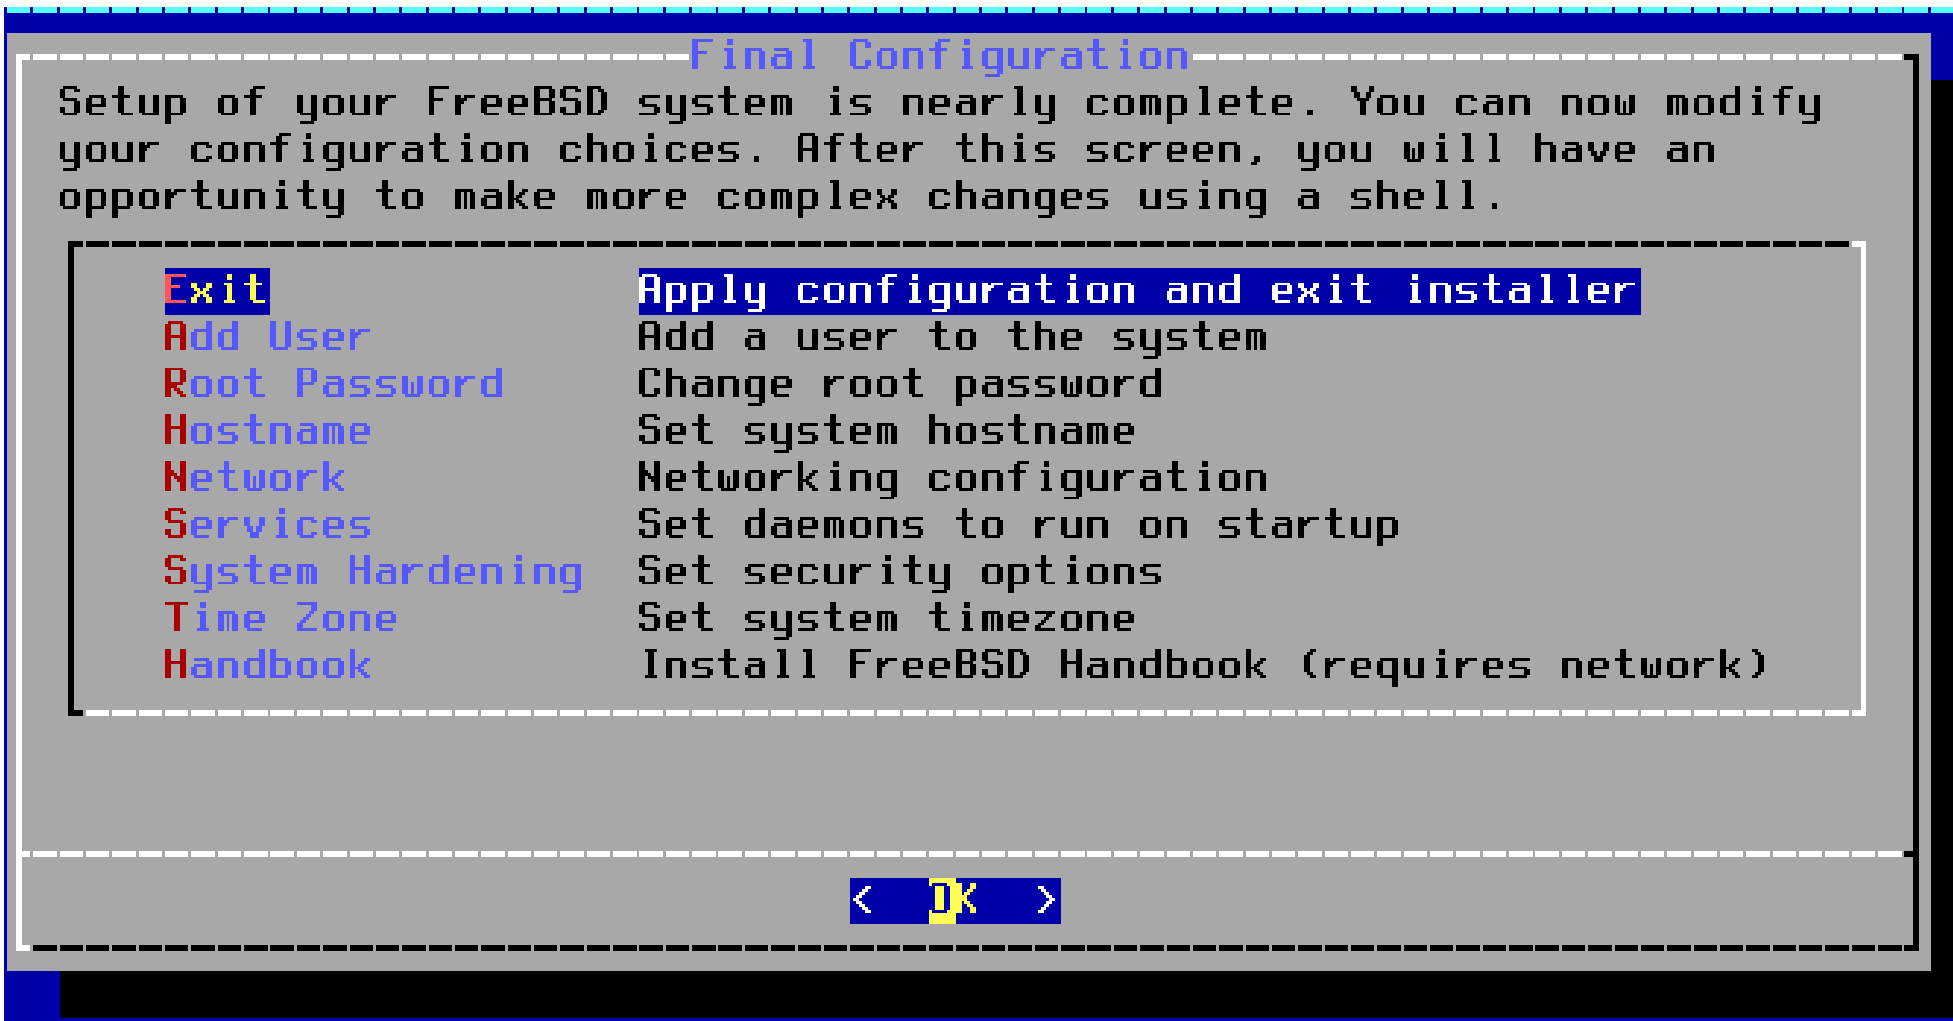 Final Configuration
Setup of your FreeBSD system is nearly complete. You can now modify
your configuration choices. After this screen, you will have an
opportunity to make more complex changes using a shell.
Exit Apply configuration and exit installer
Add User Add a user to the system
Root Password Change root password
Hostname Set system hostname
Network Networking configuration
Services Set daemons to run on startup
System Hardening Set security options
Time Zone Set system timezone
Handbook Install FreeBSD Handbook (requires network)
< OK >